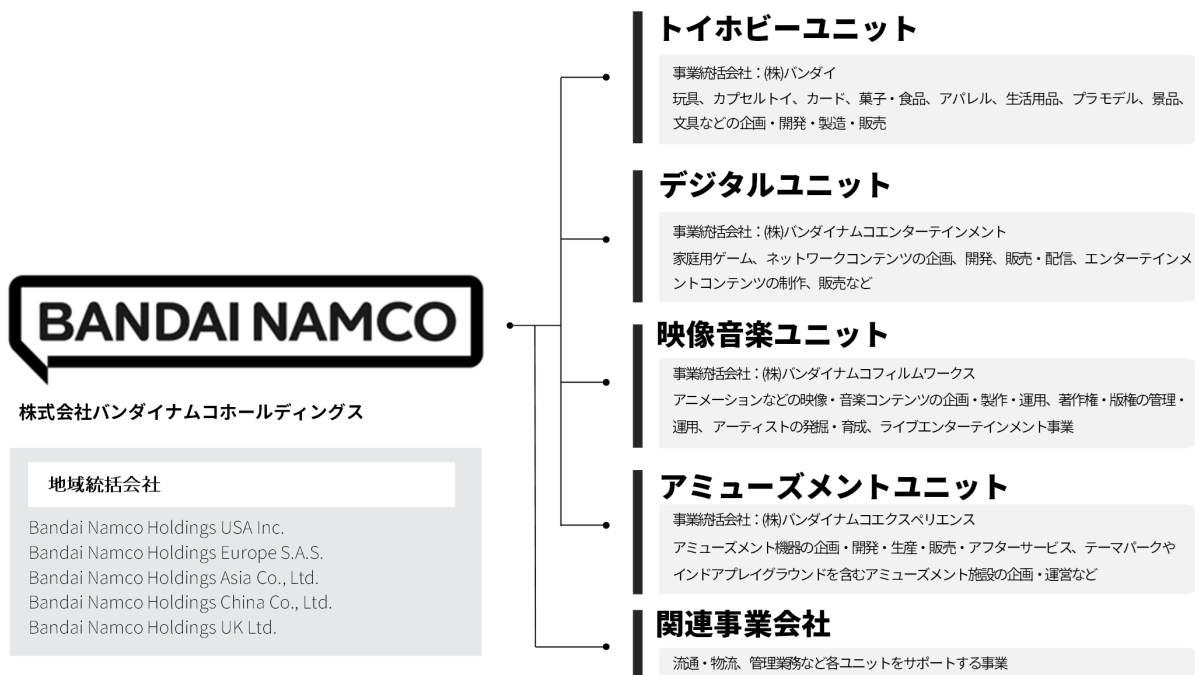 BANDAI NAMCO
株式会社バンダイナムコホールディングス
地域統括会社
Bandai Namco Holdings USA Inc.
Bandai Namco Holdings Europe S.A.S.
Bandai Namco Holdings Asia Co., Ltd.
Bandai Namco Holdings China Co., Ltd.
Bandai Namco Holdings UK Ltd.
トイホビーユニット
事業統括会社：(株)バンダイ
玩具、カプセルトイ、カード、菓子・食品、アパレル、生活用品、プラモデル、景品、
文具などの企画・開発・製造・販売
デジタルユニット
事業統括会社：(株)バンダイナムコエンターテインメント
家庭用ゲーム、ネットワークコンテンツの企画、開発、販売・配信、エンターテインメ
ントコンテンツの制作、販売など
映像音楽ユニット
事業統括会社：(株)バンダイナムコフィルムワークス
アニメーションなどの映像・音楽コンテンツの企画・製作・運用、著作権・版権の管理・
運用、アーティストの発掘・育成、ライブエンターテインメント事業
アミューズメントユニット
事業統括会社：(株)バンダイナムコエクスペリエンス
アミューズメント機器の企画・開発・生産・販売・アフターサービス、テーマパークや
インドアプレイグラウンドを含むアミューズメント施設の企画・運営など
関連事業会社
流通・物流、管理業務など各ユニットをサポートする事業